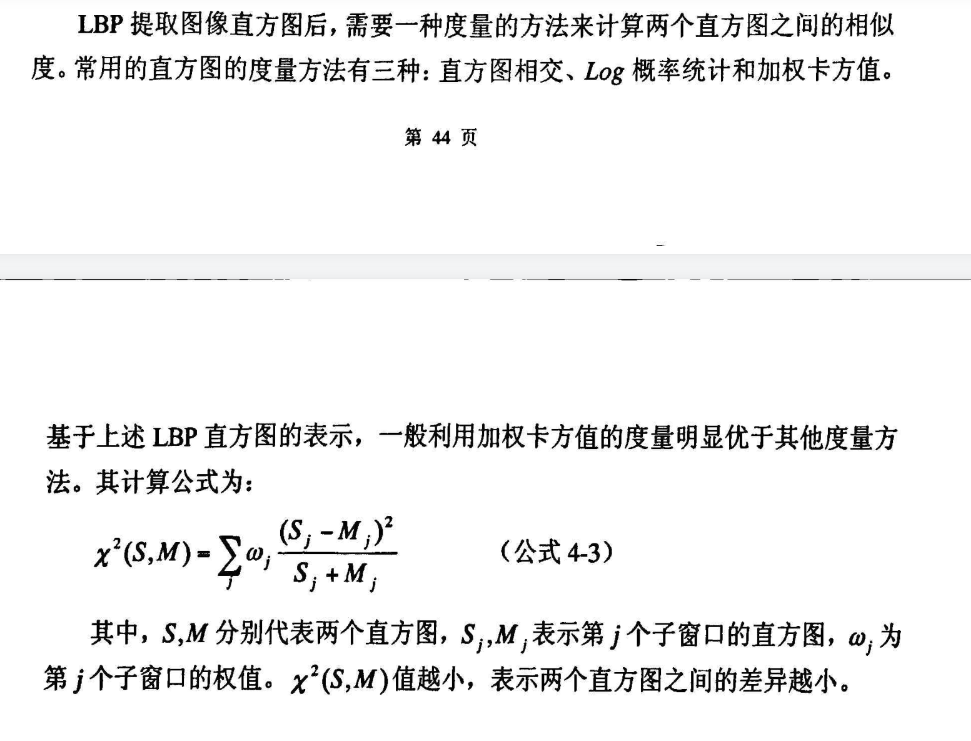 LBP 提取图像直方图后，需要一种度量的方法来计算两个直方图之间的相似
度。常用的直方图的度量方法有三种：直方图相交、Log 概率统计和加权卡方值。
第 44 页
基于上述 LBP 直方图的表示，一般利用加权卡方值的度量明显优于其他度量方
法。其计算公式为：
χ²(S,M) = ∑_j ω_j (S_j − M_j)² / (S_j + M_j) （公式 4-3）
其中，S,M 分别代表两个直方图，S_j,M_j 表示第 j 个子窗口的直方图，ω_j 为
第 j 个子窗口的权值。χ²(S,M) 值越小，表示两个直方图之间的差异越小。